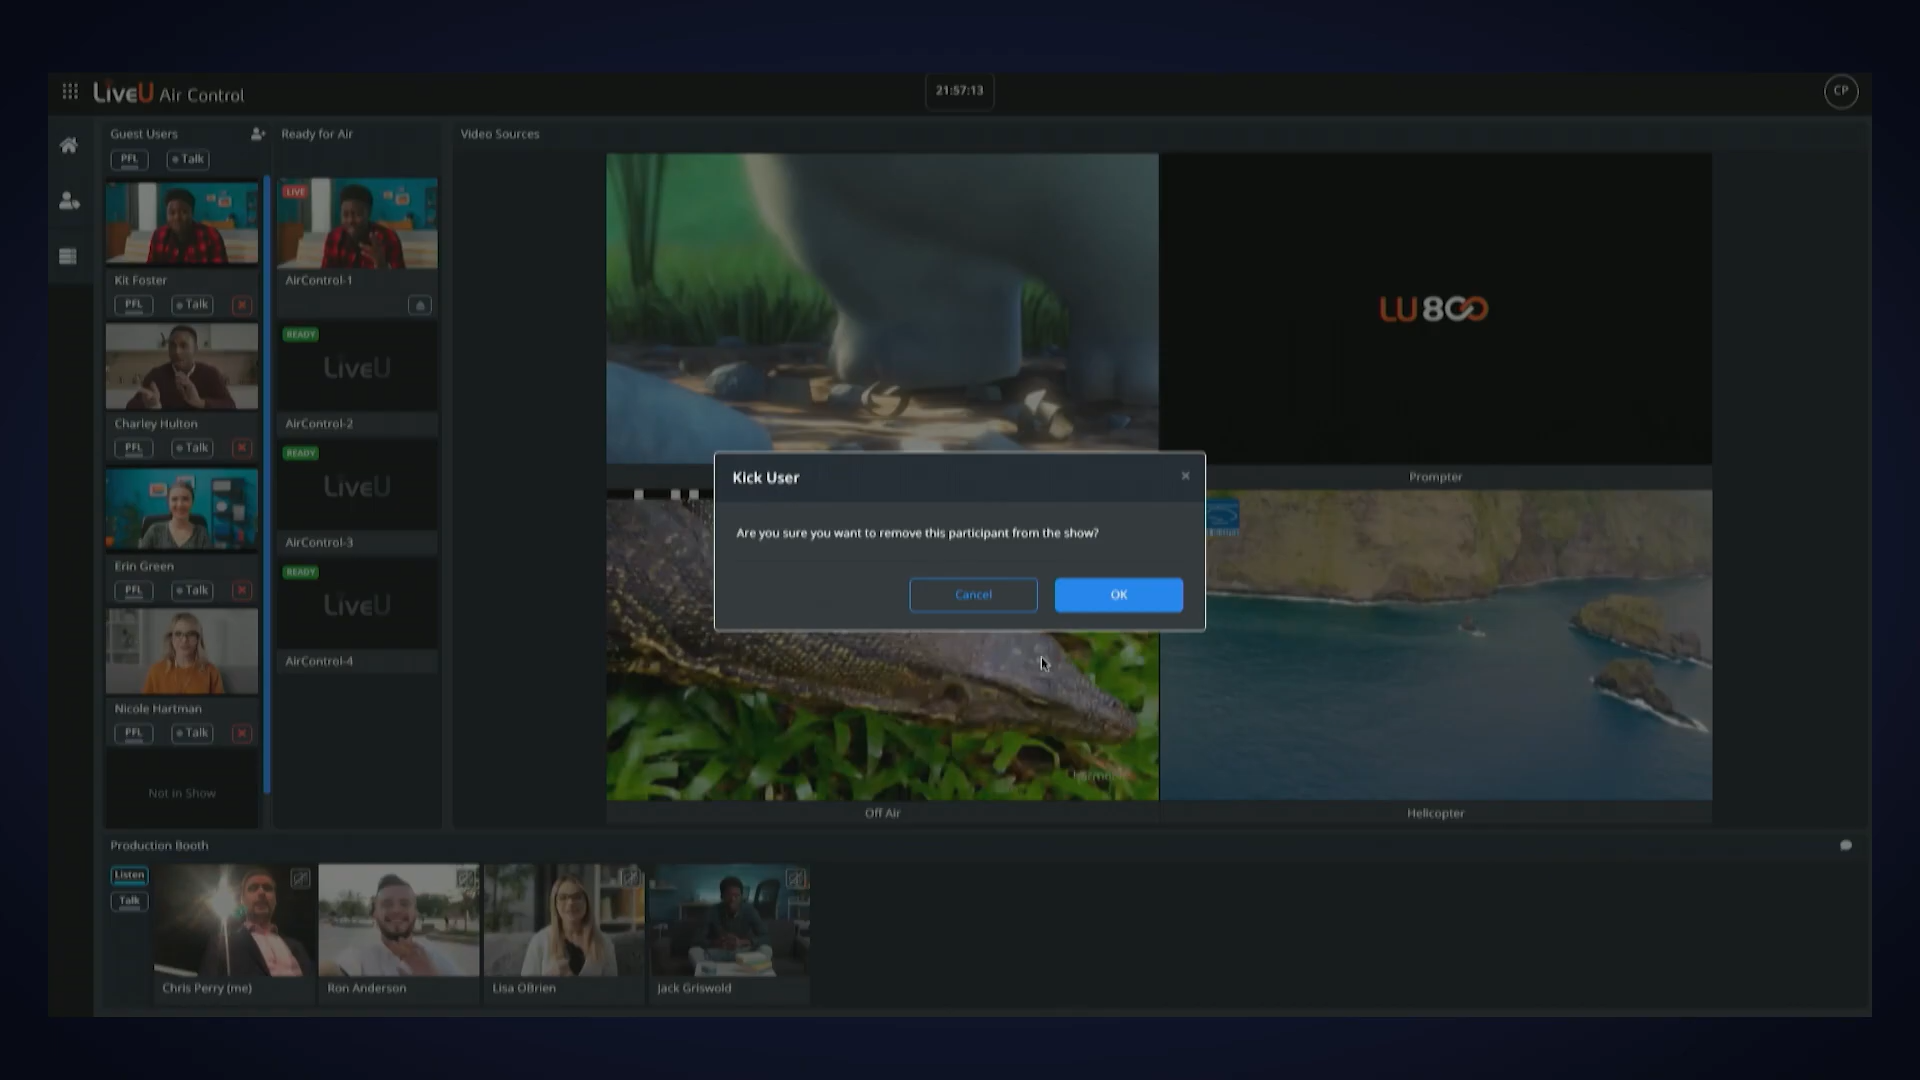 LiveU Air Control
21:57:13
CP
Guest Users
PFL
Talk
Kit Foster
PFL
Talk
Charley Hulton
PFL
Talk
Erin Green
PFL
Talk
Nicole Hartman
PFL
Talk
Not in Show
Ready for Air
LIVE
AirControl-1
READY
LiveU
AirControl-2
READY
LiveU
AirControl-3
READY
LiveU
AirControl-4
Video Sources
LU800
Prompter
Off Air
Helicopter
Kick User
Are you sure you want to remove this participant from the show?
Cancel
OK
Production Booth
Listen
Talk
Chris Perry (me)
Ron Anderson
Lisa OBrien
Jack Griswold